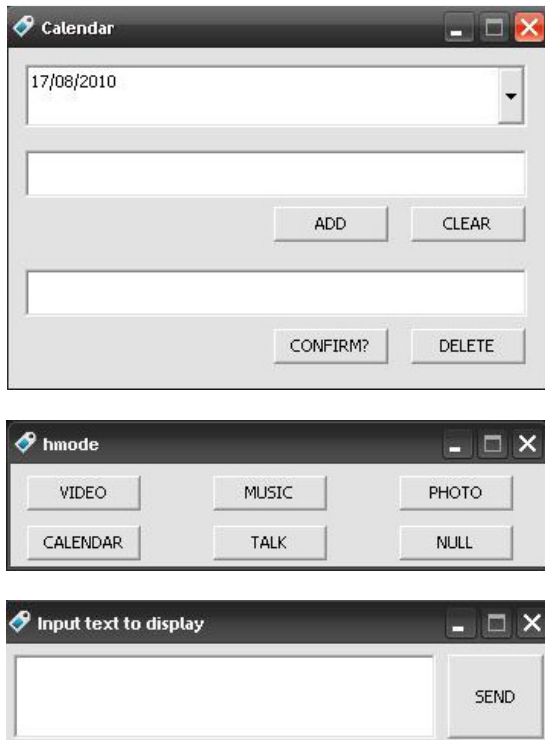 Calendar
17/08/2010
ADD CLEAR
CONFIRM? DELETE
hmode
VIDEO MUSIC PHOTO
CALENDAR TALK NULL
Input text to display
SEND